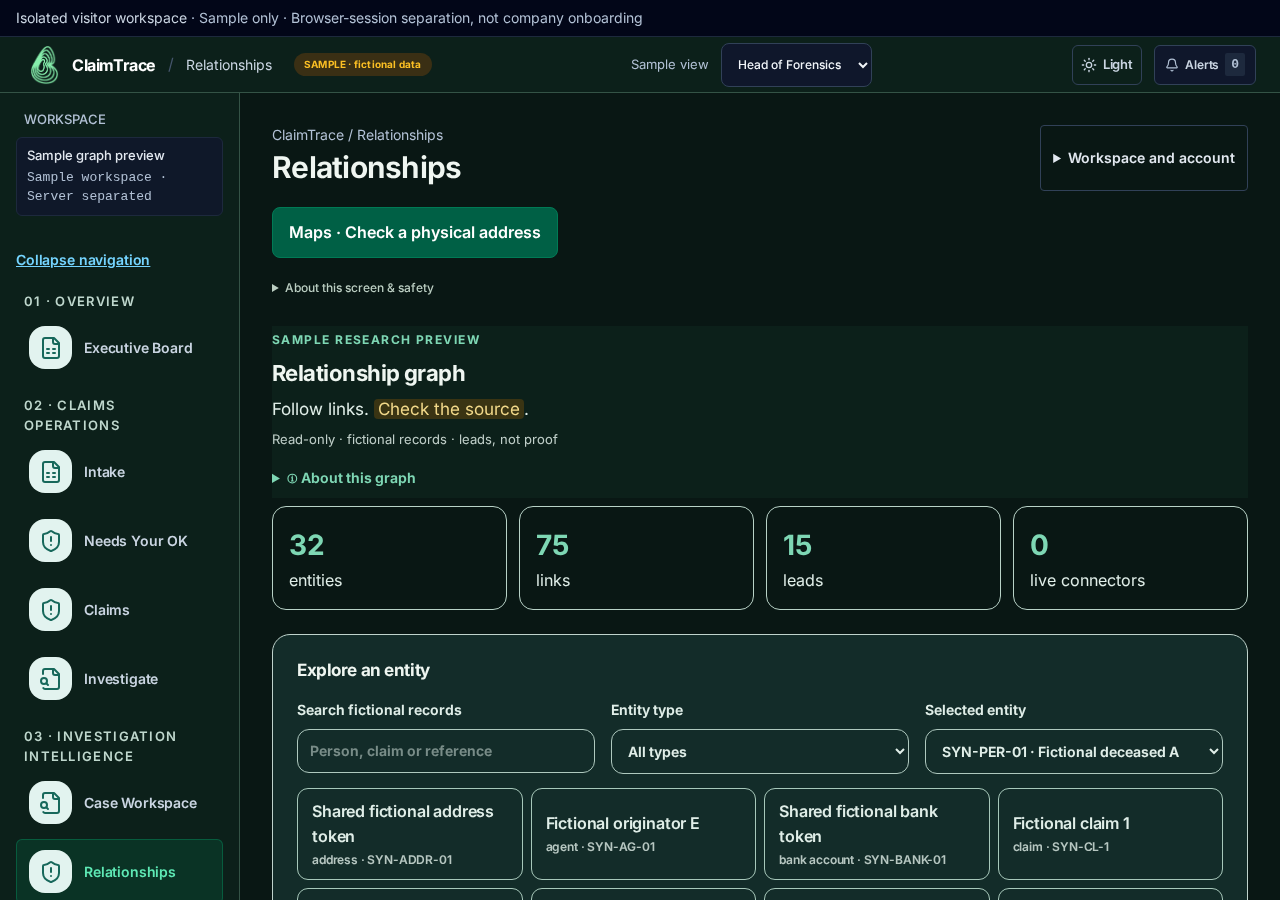 Isolated visitor workspace · Sample only · Browser-session separation, not company onboarding
ClaimTrace / Relationships
SAMPLE · fictional data
Sample view
Head of Forensics
Light
Alerts 0
WORKSPACE
Sample graph preview
Sample workspace ·
Server separated
Collapse navigation
01 · OVERVIEW
Executive Board
02 · CLAIMS
OPERATIONS
Intake
Needs Your OK
Claims
Investigate
03 · INVESTIGATION
INTELLIGENCE
Case Workspace
Relationships
ClaimTrace / Relationships
Relationships
Workspace and account
Maps · Check a physical address
About this screen & safety
SAMPLE RESEARCH PREVIEW
Relationship graph
Follow links. Check the source.
Read-only · fictional records · leads, not proof
ⓘ About this graph
32
entities
75
links
15
leads
0
live connectors
Explore an entity
Search fictional records
Person, claim or reference
Entity type
All types
Selected entity
SYN-PER-01 · Fictional deceased A
Shared fictional address
token
address · SYN-ADDR-01
Fictional originator E
agent · SYN-AG-01
Shared fictional bank
token
bank account · SYN-BANK-01
Fictional claim 1
claim · SYN-CL-1